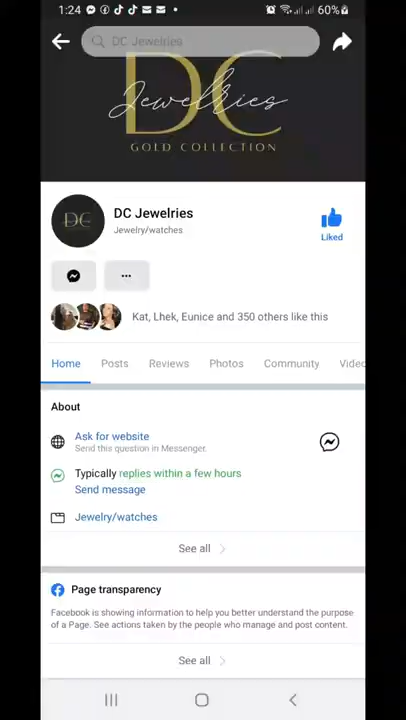 1:24
60%
DC Jewelries
DC
Jewelries
GOLD COLLECTION
DC
DC Jewelries
Jewelry/watches
Liked
Kat, Lhek, Eunice and 350 others like this
Home Posts Reviews Photos Community Videc
About
Ask for website
Send this question in Messenger.
Typically replies within a few hours
Send message
Jewelry/watches
See all
Page transparency
Facebook is showing information to help you better understand the purpose
of a Page. See actions taken by the people who manage and post content.
See all